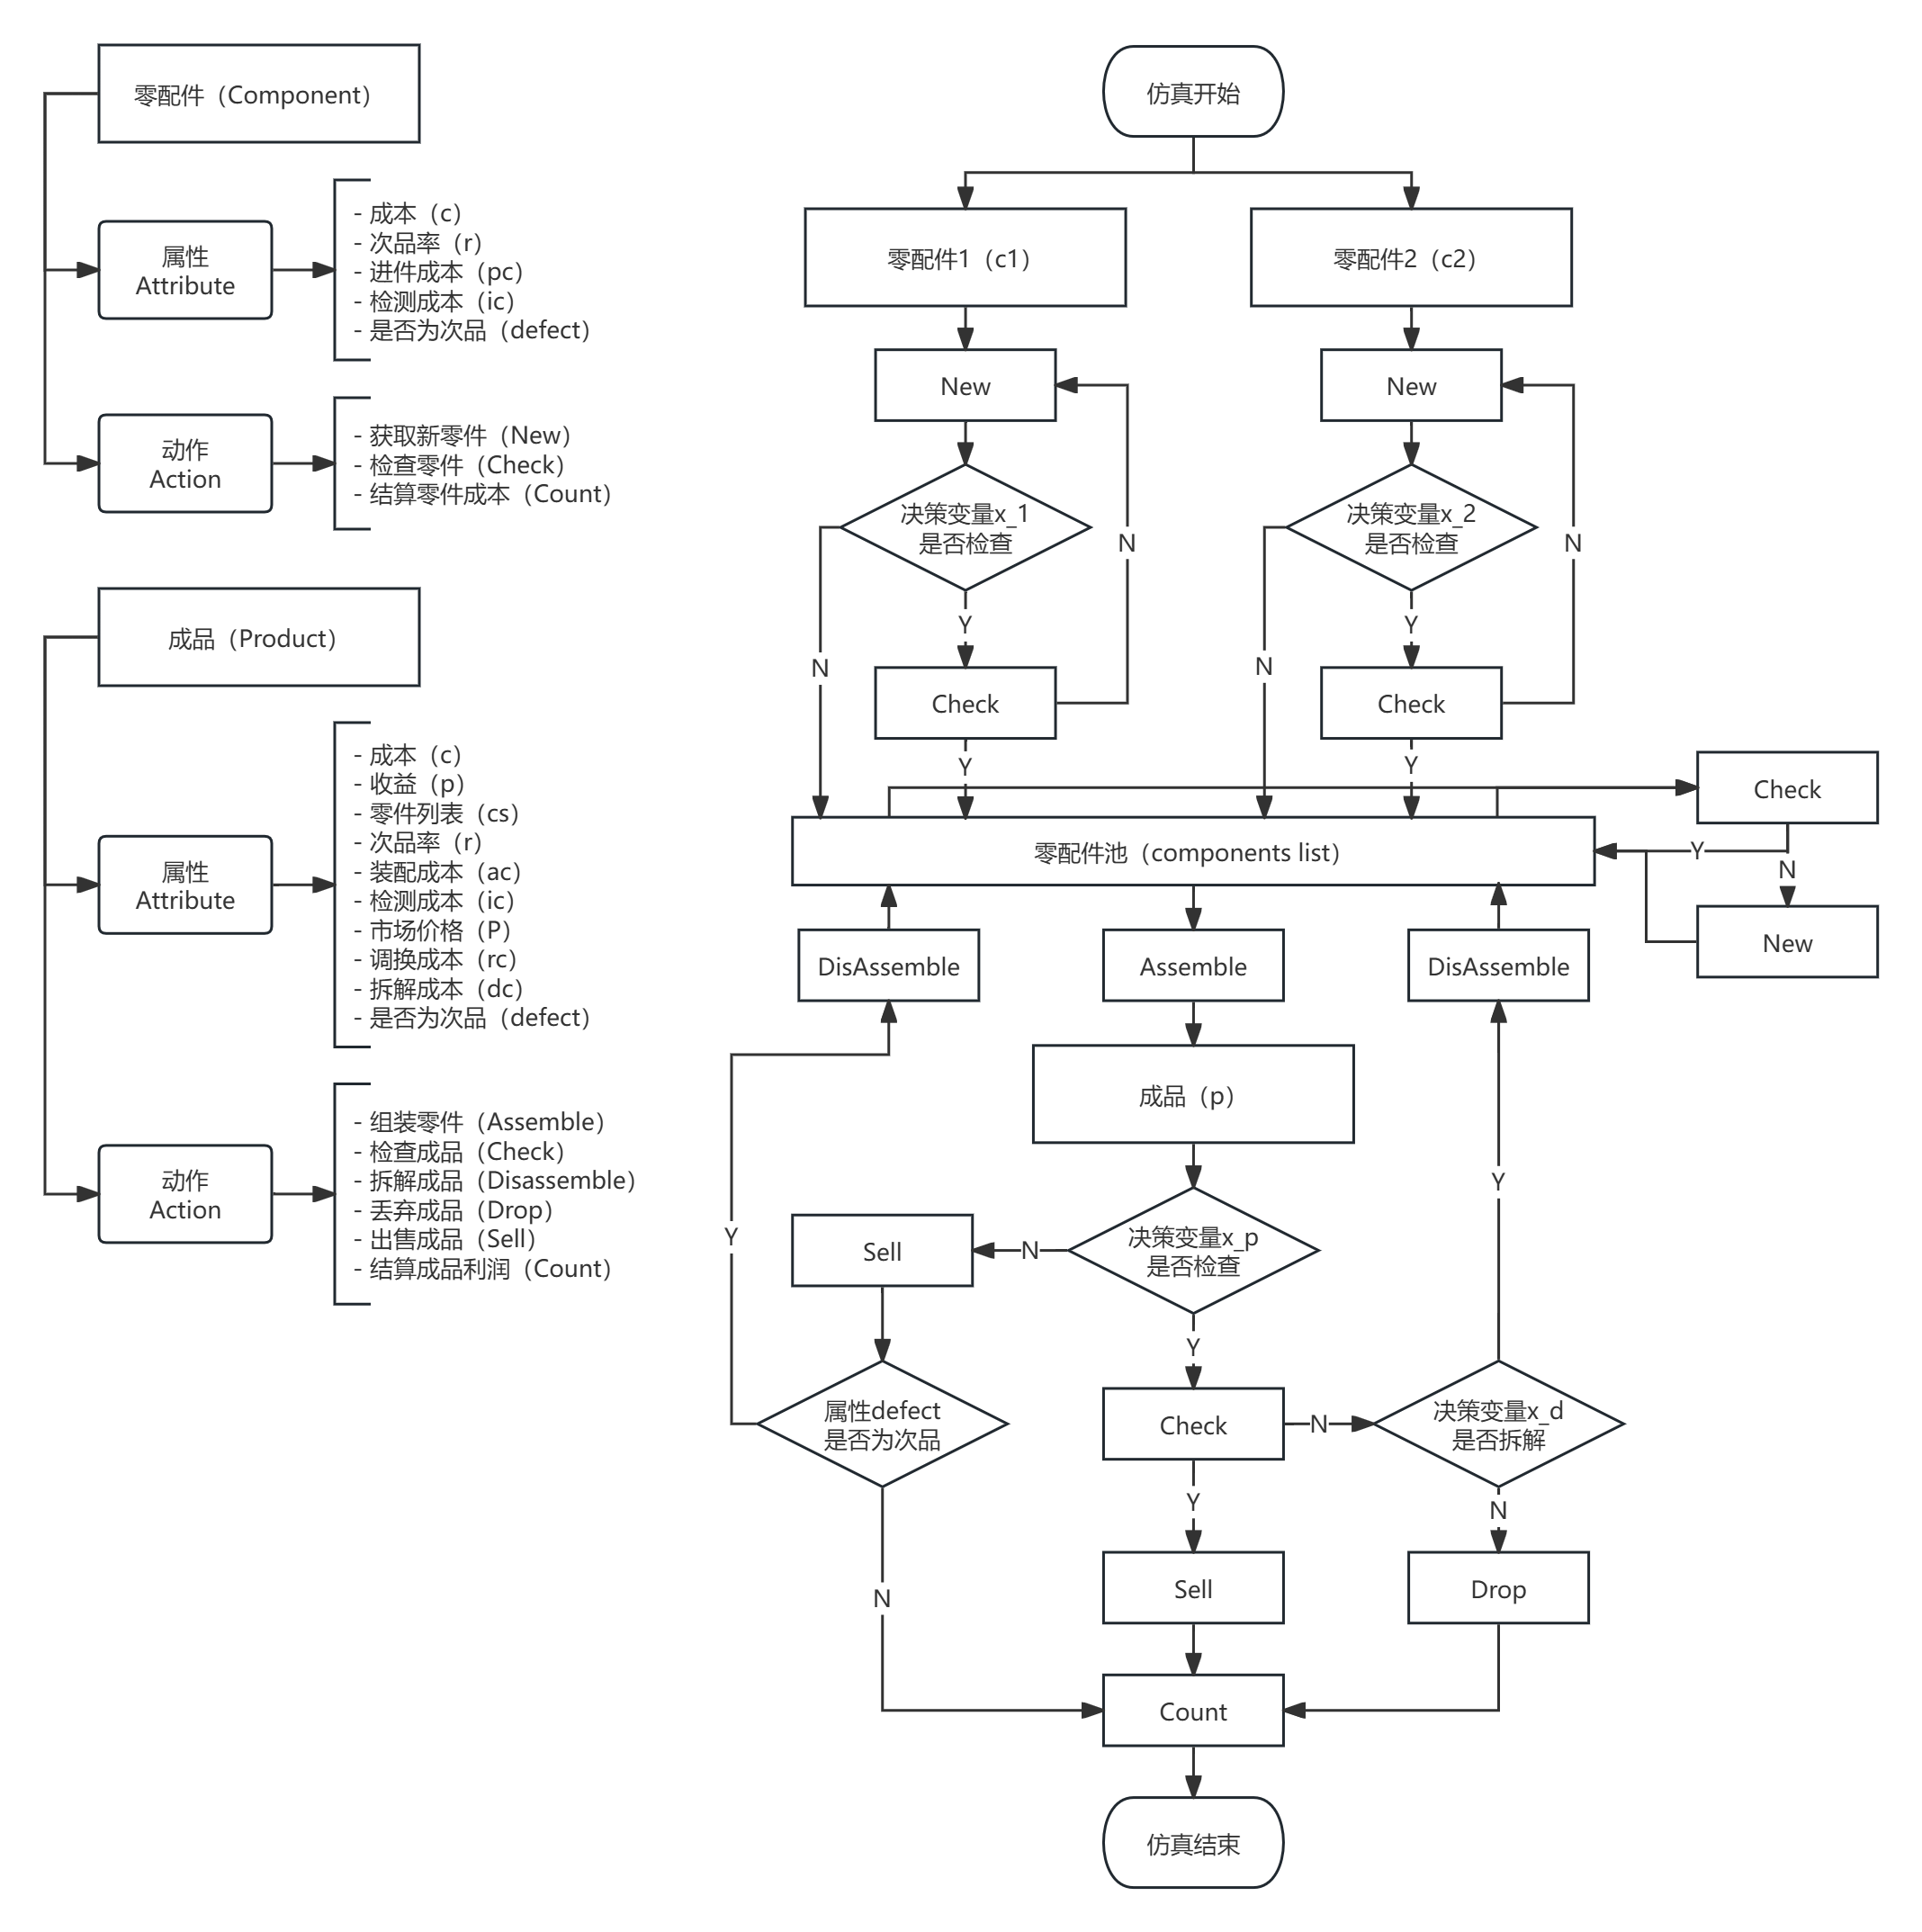 零配件（Component）
属性
Attribute
- 成本（c）
- 次品率（r）
- 进件成本（pc）
- 检测成本（ic）
- 是否为次品（defect）
动作
Action
- 获取新零件（New）
- 检查零件（Check）
- 结算零件成本（Count）
成品（Product）
属性
Attribute
- 成本（c）
- 收益（p）
- 零件列表（cs）
- 次品率（r）
- 装配成本（ac）
- 检测成本（ic）
- 市场价格（P）
- 调换成本（rc）
- 拆解成本（dc）
- 是否为次品（defect）
动作
Action
- 组装零件（Assemble）
- 检查成品（Check）
- 拆解成品（Disassemble）
- 丢弃成品（Drop）
- 出售成品（Sell）
- 结算成品利润（Count）
仿真开始
零配件1（c1）
零配件2（c2）
New
New
决策变量x_1
是否检查
决策变量x_2
是否检查
N
N
Y
Y
N
N
Check
Check
Y
Y
Check
零配件池（components list）
Y
N
New
DisAssemble
Assemble
DisAssemble
成品（p）
Y
Y
Sell
N
决策变量x_p
是否检查
Y
属性defect
是否为次品
Check
N
决策变量x_d
是否拆解
Y
N
N
Sell
Drop
Count
仿真结束